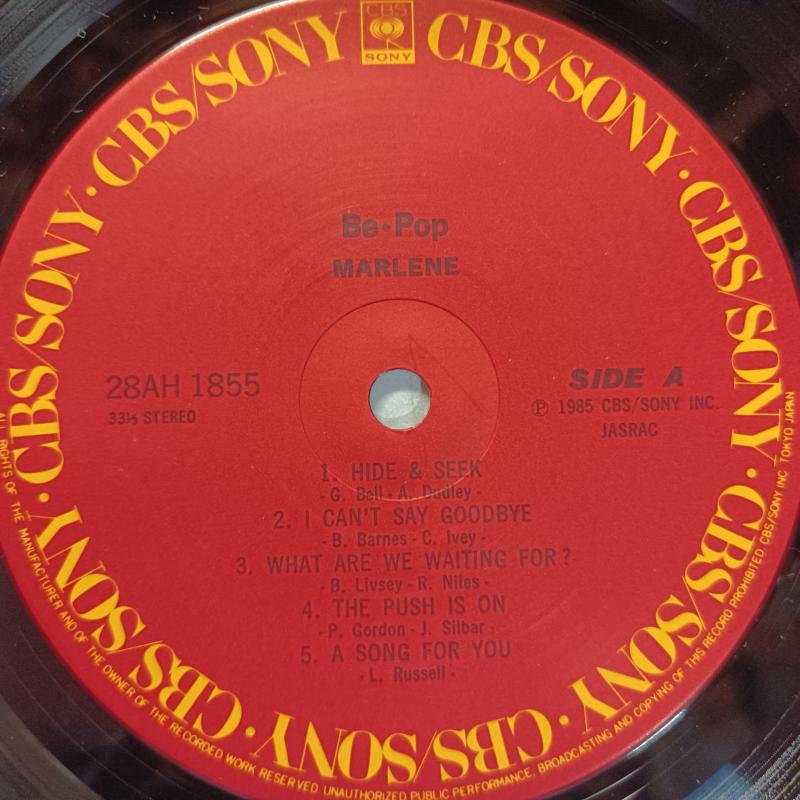 CBS
SONY
CBS/SONY · CBS/SONY · CBS/SONY · CBS/SONY · CBS/SONY · CBS/SONY · CBS/SONY · CBS/SONY · CBS/SONY
Be·Pop
MARLENE
28AH 1855
33⅓ STEREO
SIDE A
Ⓟ 1985 CBS/SONY INC.
JASRAC
1. HIDE & SEEK
- G. Bell - A. Dudley -
2. I CAN'T SAY GOODBYE
- B. Barnes - C. Ivey -
3. WHAT ARE WE WAITING FOR?
- B. Livsey - R. Niles -
4. THE PUSH IS ON
- P. Gordon - J. Silbar -
5. A SONG FOR YOU
- L. Russell -
ALL RIGHTS OF THE MANUFACTURER AND OF THE OWNER OF THE RECORDED WORK RESERVED UNAUTHORIZED PUBLIC PERFORMANCE, BROADCASTING AND COPYING OF THIS RECORD PROHIBITED CBS/SONY INC TOKYO JAPAN